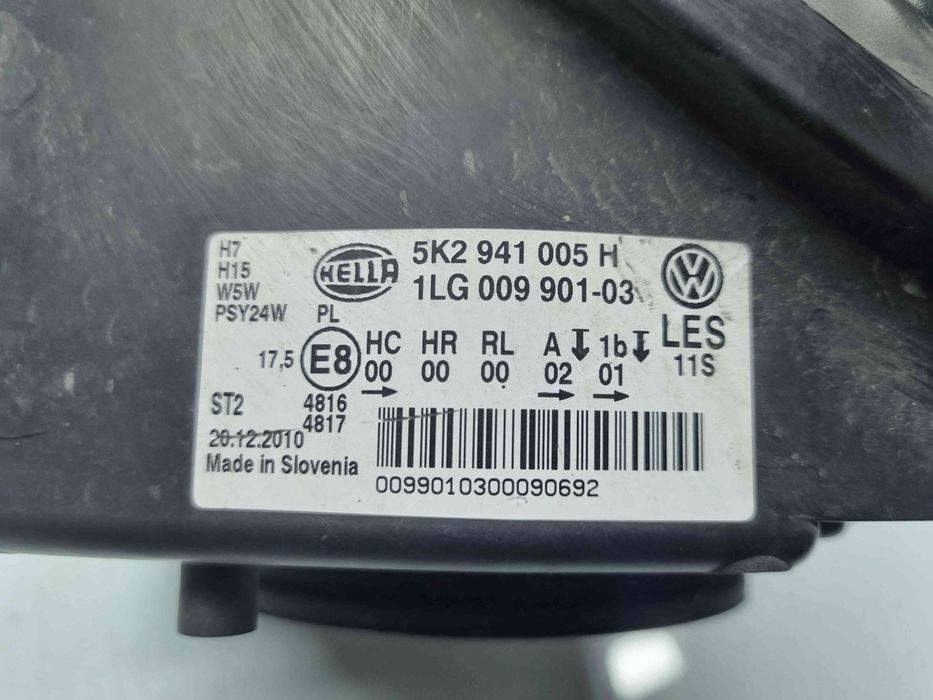 H7
H15
W5W
PSY24W
HELLA
5K2 941 005 H
1LG 009 901-03
VW
LES
11S
PL
17,5 E8
HC HR RL A 1b
00 00 00 02 01
ST2
4816
4817
20.12.2010
Made in Slovenia
0099010300090692